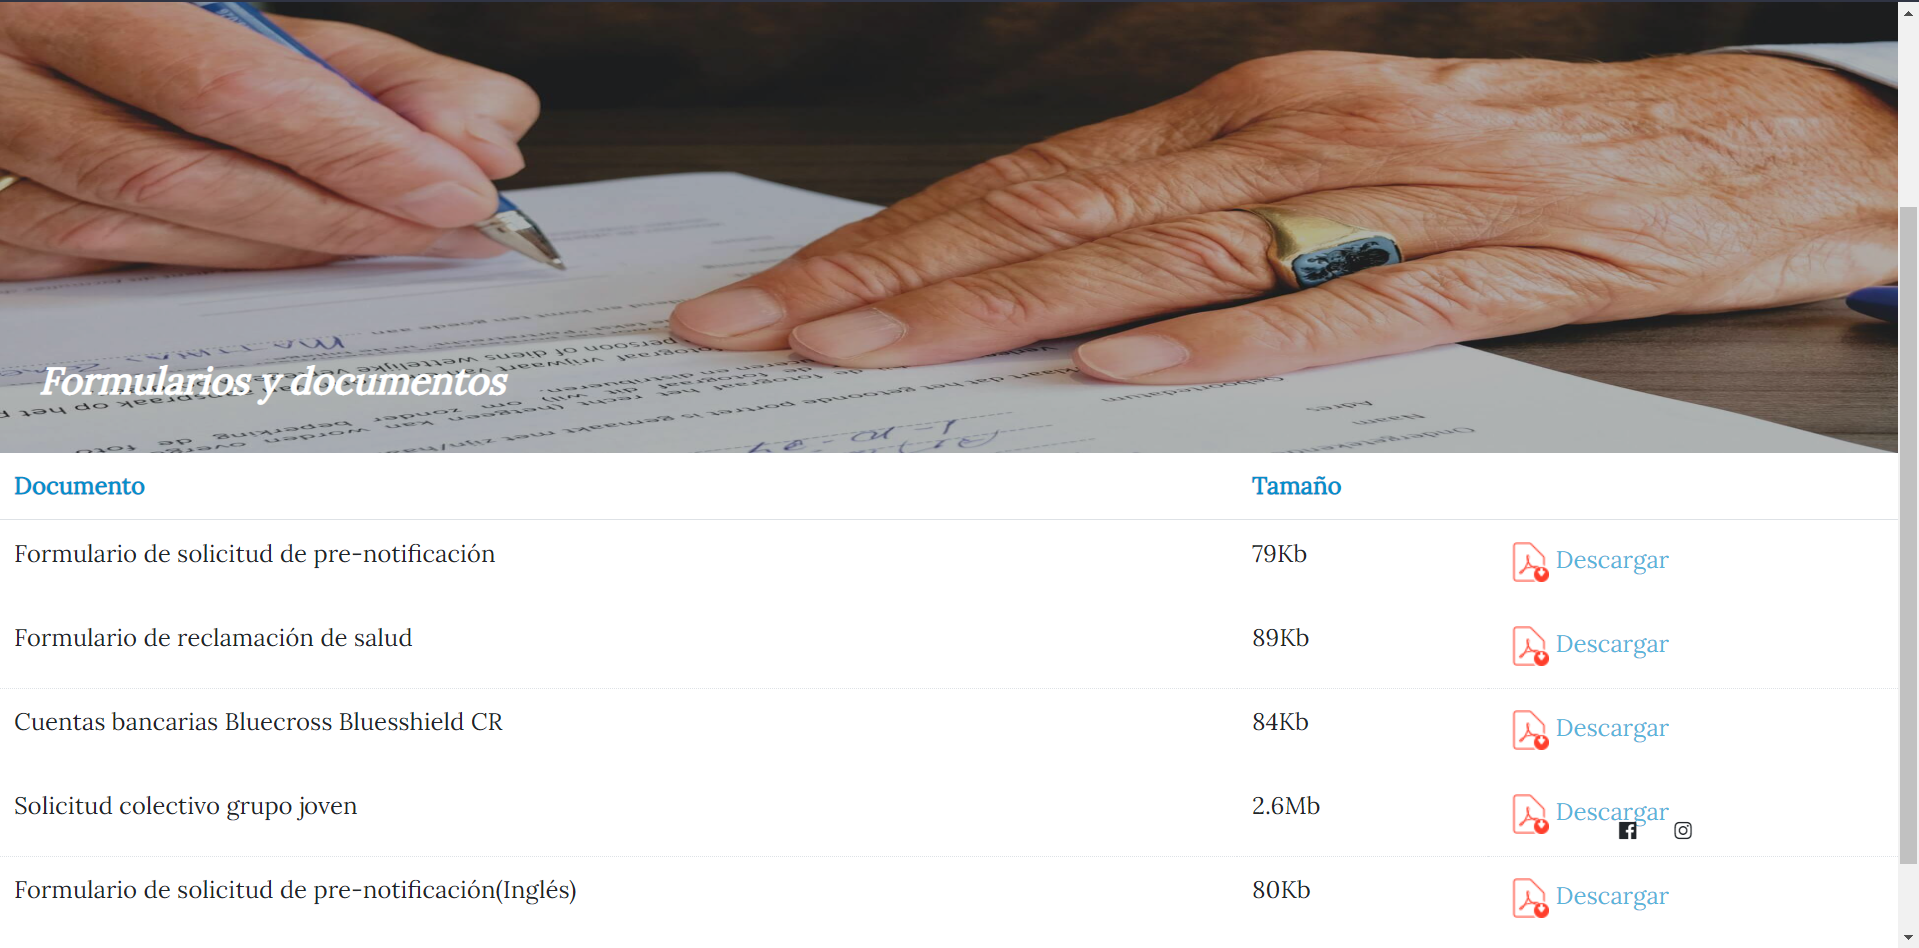 Formularios y documentos
Documento Tamaño
Formulario de solicitud de pre-notificación 79Kb Descargar
Formulario de reclamación de salud 89Kb Descargar
Cuentas bancarias Bluecross Bluesshield CR 84Kb Descargar
Solicitud colectivo grupo joven 2.6Mb Descargar
Formulario de solicitud de pre-notificación(Inglés) 80Kb Descargar